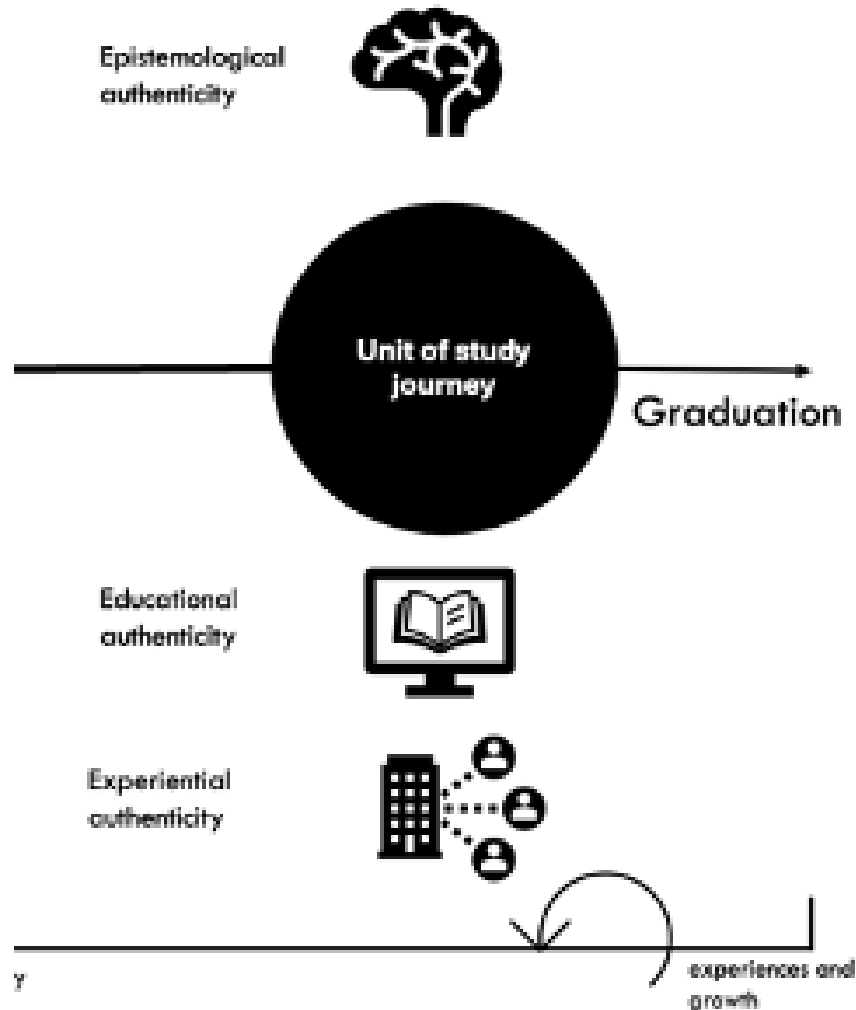 Epistemological
authenticity
Unit of study
journey
Graduation
Educational
authenticity
Experiential
authenticity
y
experiences and
growth